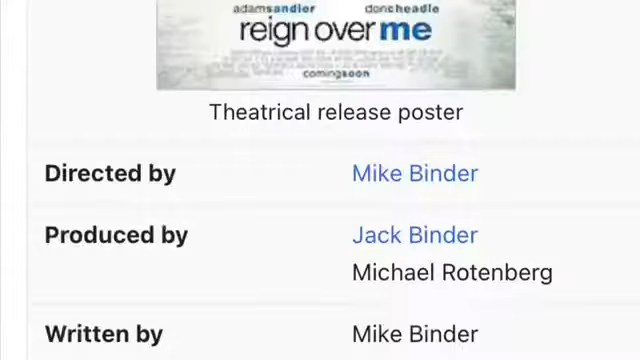 adamsandler doncheadle
reign over me
comingsoon
Theatrical release poster
Directed by Mike Binder
Produced by Jack Binder
Michael Rotenberg
Written by Mike Binder